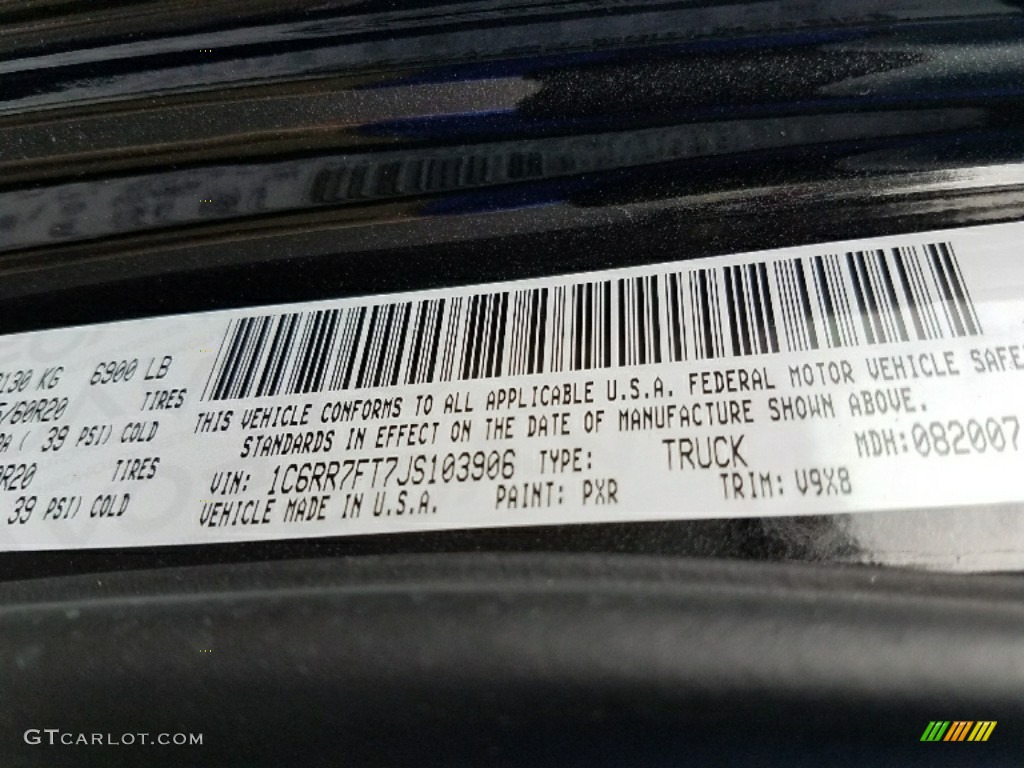 130 KG 6900 LB
/60R20 TIRES
( 39 PSI) COLD
R20 TIRES
39 PSI) COLD
THIS VEHICLE CONFORMS TO ALL APPLICABLE U.S.A. FEDERAL MOTOR VEHICLE SAFE
STANDARDS IN EFFECT ON THE DATE OF MANUFACTURE SHOWN ABOVE.
VIN: 1C6RR7FT7JS103906 TYPE: TRUCK MDH:082007
VEHICLE MADE IN U.S.A. PAINT: PXR TRIM: V9X8
GTCARLOT.COM